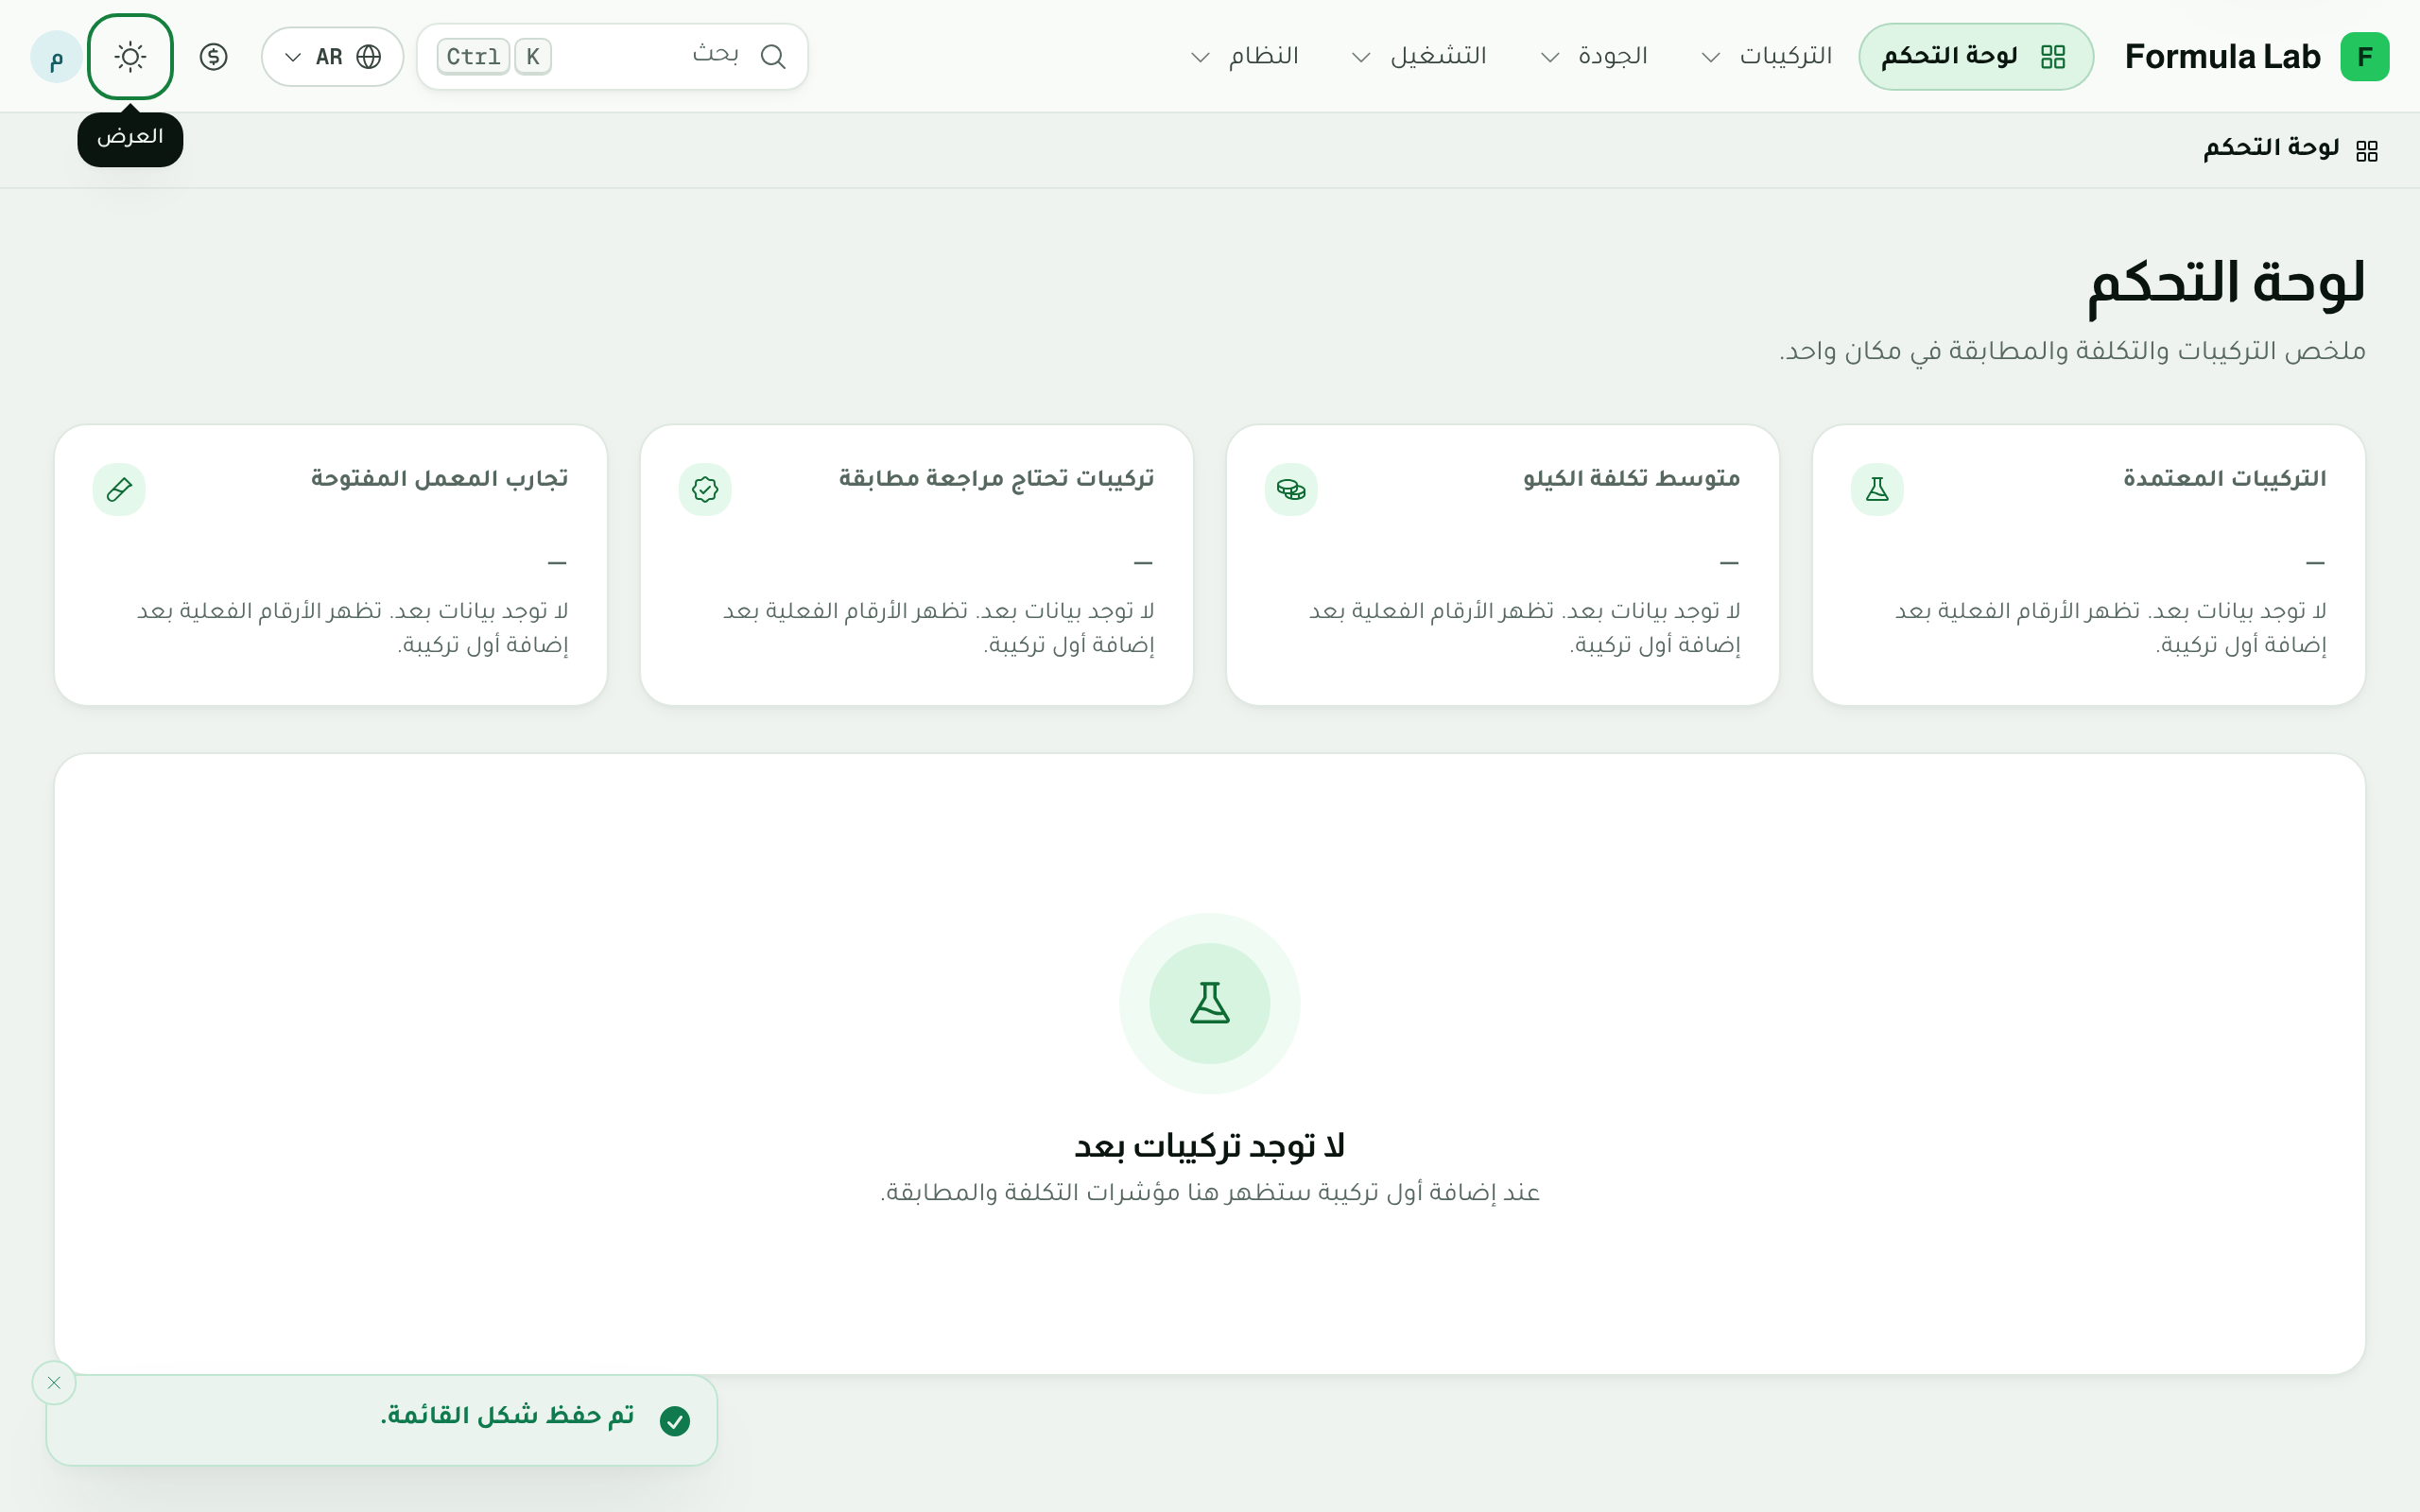 F Formula Lab
لوحة التحكم
التركيبات
الجودة
التشغيل
النظام
بحث
Ctrl K
AR
م
العرض
لوحة التحكم
لوحة التحكم
ملخص التركيبات والتكلفة والمطابقة في مكان واحد.
التركيبات المعتمدة
—
لا توجد بيانات بعد. تظهر الأرقام الفعلية بعد
إضافة أول تركيبة.
متوسط تكلفة الكيلو
—
لا توجد بيانات بعد. تظهر الأرقام الفعلية بعد
إضافة أول تركيبة.
تركيبات تحتاج مراجعة مطابقة
—
لا توجد بيانات بعد. تظهر الأرقام الفعلية بعد
إضافة أول تركيبة.
تجارب المعمل المفتوحة
—
لا توجد بيانات بعد. تظهر الأرقام الفعلية بعد
إضافة أول تركيبة.
لا توجد تركيبات بعد
عند إضافة أول تركيبة ستظهر هنا مؤشرات التكلفة والمطابقة.
تم حفظ شكل القائمة.